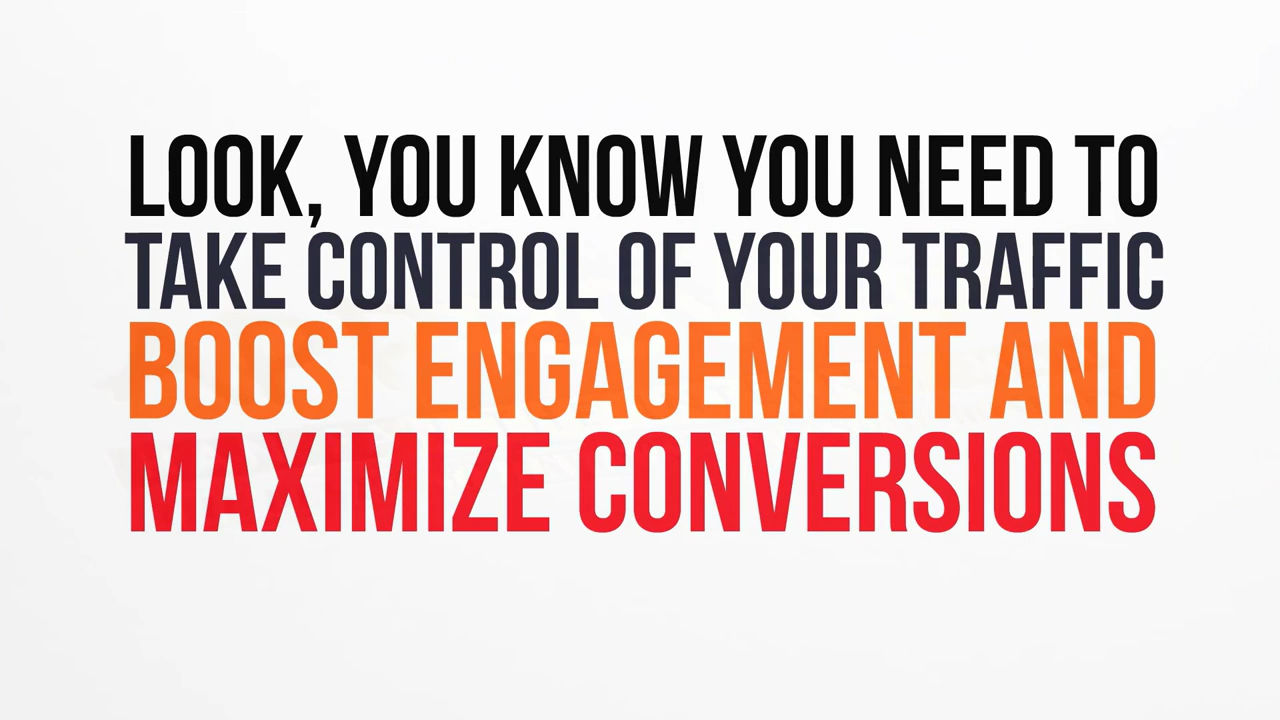 LOOK, YOU KNOW YOU NEED TO
TAKE CONTROL OF YOUR TRAFFIC
BOOST ENGAGEMENT AND
MAXIMIZE CONVERSIONS